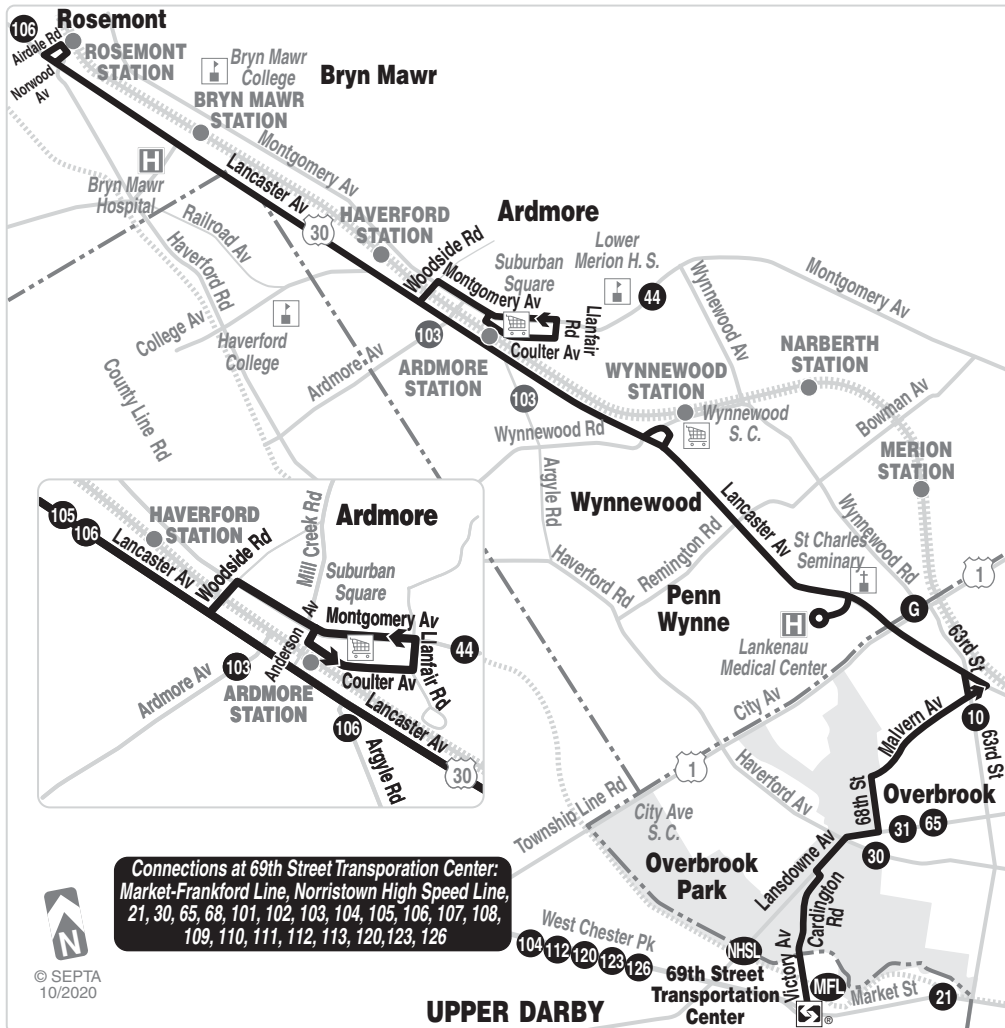 106
Rosemont
Airdale Rd
ROSEMONT
STATION
Norwood
Av
Bryn Mawr
College
Bryn Mawr
BRYN MAWR
STATION
Montgomery Av
H
Bryn Mawr
Hospital
Lancaster Av
30
Railroad Av
Haverford Rd
HAVERFORD
STATION
Ardmore
Woodside Rd
Suburban
Square
Lower
Merion H. S.
Montgomery Av
44
Llanfair
Rd
Coulter Av
Wynnewood Av
Montgomery Av
College Av
Haverford
College
103
Ardmore Av
ARDMORE
STATION
103
WYNNEWOOD
STATION
NARBERTH
STATION
Wynnewood
S. C.
Bowman Av
County Line Rd
Wynnewood Rd
Argyle Rd
MERION
STATION
Wynnewood
Lancaster Av
Wynnewood Rd
Haverford Rd
Remington Rd
St Charles
Seminary
1
Penn
Wynne
H
Lankenau
Medical Center
G
63rd St
City Av
Malvern Av
10
63rd St
105
106
HAVERFORD
STATION
Lancaster Av
Woodside Rd
Mill Creek Rd
Ardmore
Suburban
Square
Av
Montgomery Av
Llanfair Rd
44
Anderson
Coulter Av
103
Ardmore Av
ARDMORE
STATION
Lancaster Av
106
Argyle Rd
30
1
Township Line Rd
City Ave
S. C.
Haverford Av
68th St
Overbrook
31
65
30
Overbrook
Park
Lansdowne Av
Cardington
Rd
Connections at 69th Street Transporation Center:
Market-Frankford Line, Norristown High Speed Line,
21, 30, 65, 68, 101, 102, 103, 104, 105, 106, 107, 108,
109, 110, 111, 112, 113, 120,123, 126
N
© SEPTA
10/2020
West Chester Pk
104
112
120
123
126
NHSL
Victory Av
69th Street
Transportation
Center
MFL
Market St
21
UPPER DARBY
®